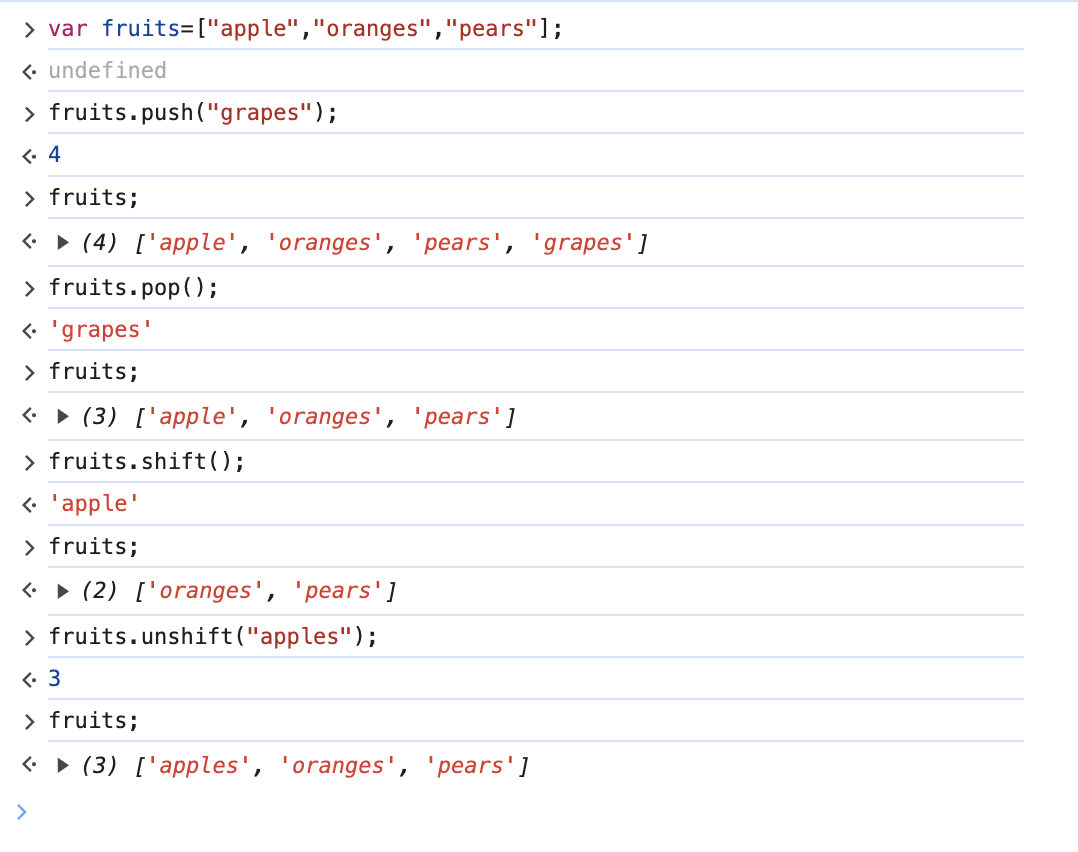 > var fruits=["apple","oranges","pears"];
undefined
> fruits.push("grapes");
4
> fruits;
(4) ['apple', 'oranges', 'pears', 'grapes']
> fruits.pop();
'grapes'
> fruits;
(3) ['apple', 'oranges', 'pears']
> fruits.shift();
'apple'
> fruits;
(2) ['oranges', 'pears']
> fruits.unshift("apples");
3
> fruits;
(3) ['apples', 'oranges', 'pears']
>